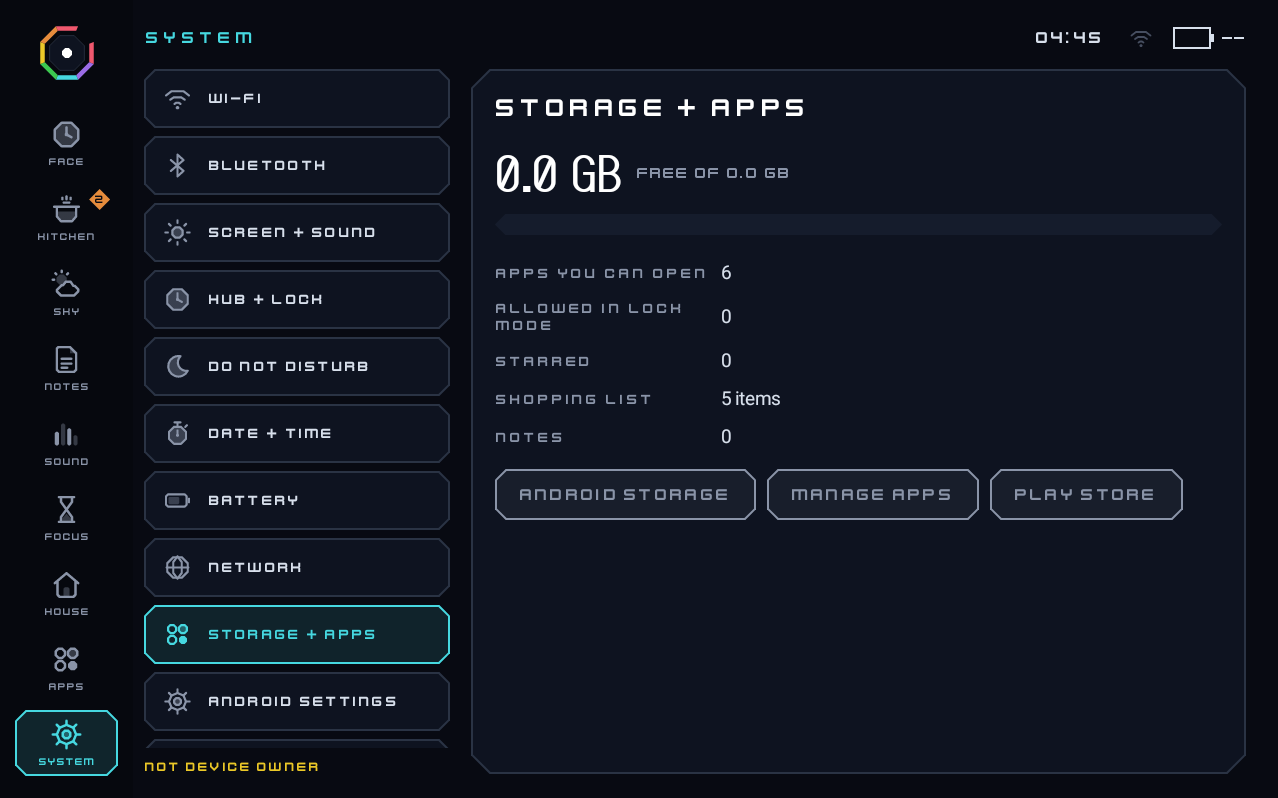 SYSTEM
04:45
--
FACE
2
KITCHEN
SKY
NOTES
SOUND
FOCUS
HOUSE
APPS
SYSTEM
WI-FI
BLUETOOTH
SCREEN + SOUND
HUB + LOCK
DO NOT DISTURB
DATE + TIME
BATTERY
NETWORK
STORAGE + APPS
ANDROID SETTINGS
NOT DEVICE OWNER
STORAGE + APPS
0.0 GB FREE OF 0.0 GB
APPS YOU CAN OPEN 6
ALLOWED IN LOCK
MODE 0
STARRED 0
SHOPPING LIST 5 items
NOTES 0
ANDROID STORAGE
MANAGE APPS
PLAY STORE